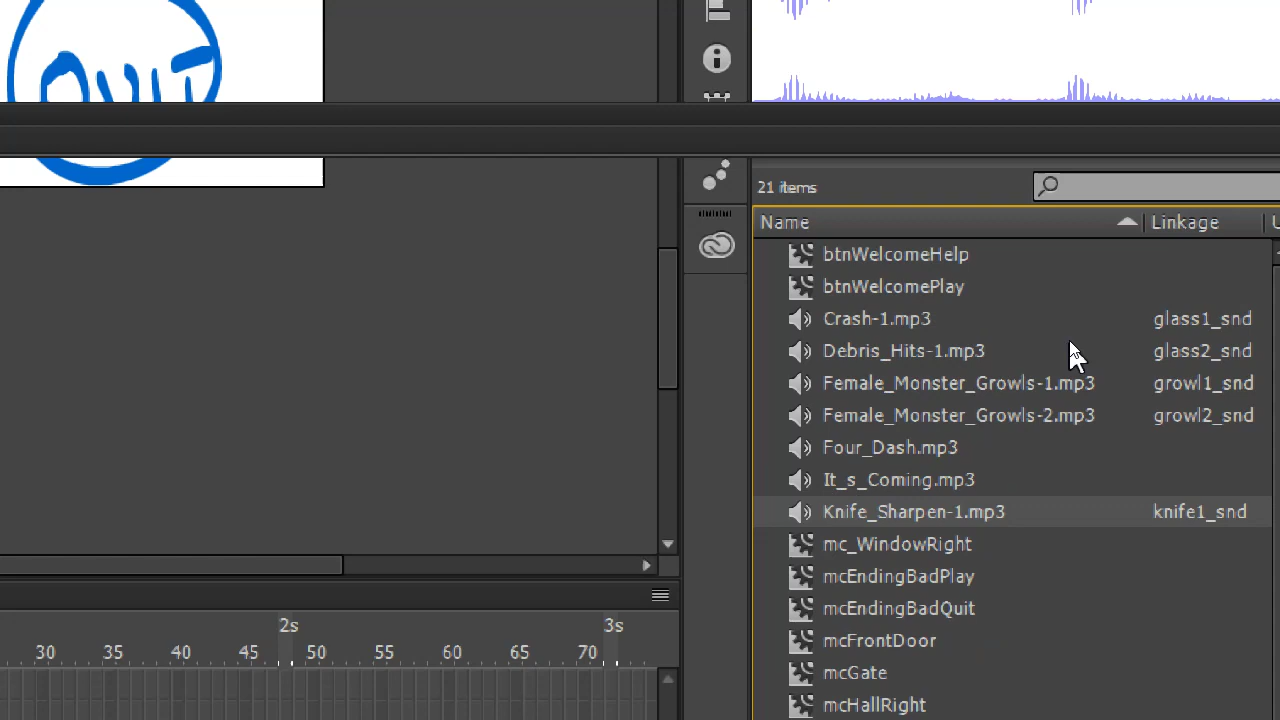 QUIT
21 items
Name Linkage
btnWelcomeHelp
btnWelcomePlay
Crash-1.mp3 glass1_snd
Debris_Hits-1.mp3 glass2_snd
Female_Monster_Growls-1.mp3 growl1_snd
Female_Monster_Growls-2.mp3 growl2_snd
Four_Dash.mp3
It_s_Coming.mp3
Knife_Sharpen-1.mp3 knife1_snd
mc_WindowRight
mcEndingBadPlay
mcEndingBadQuit
mcFrontDoor
mcGate
mcHallRight
2s 3s
30 35 40 45 50 55 60 65 70